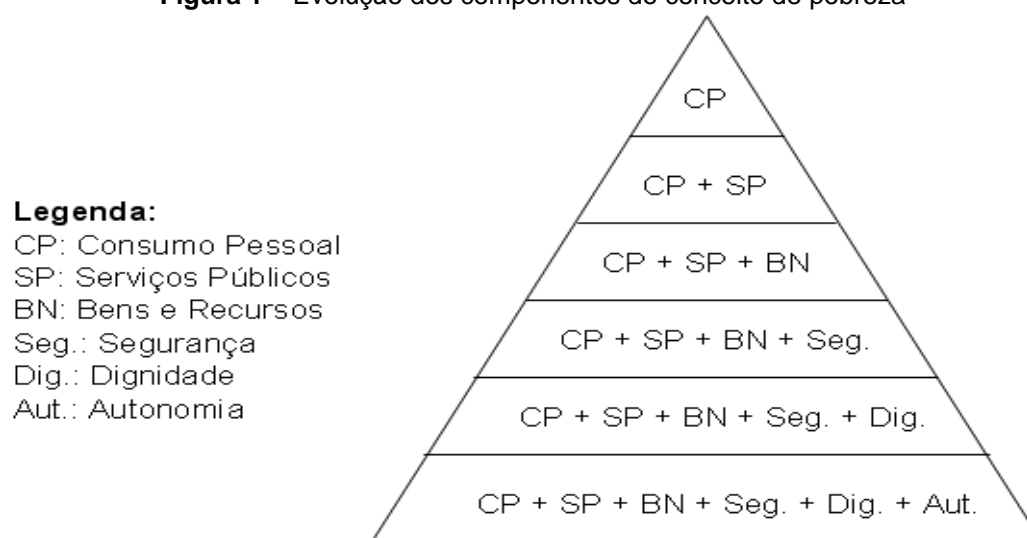 Figura 1 – Evolução dos componentes do conceito de pobreza
CP
CP + SP
CP + SP + BN
CP + SP + BN + Seg.
CP + SP + BN + Seg. + Dig.
CP + SP + BN + Seg. + Dig. + Aut.
Legenda:
CP: Consumo Pessoal
SP: Serviços Públicos
BN: Bens e Recursos
Seg.: Segurança
Dig.: Dignidade
Aut.: Autonomia